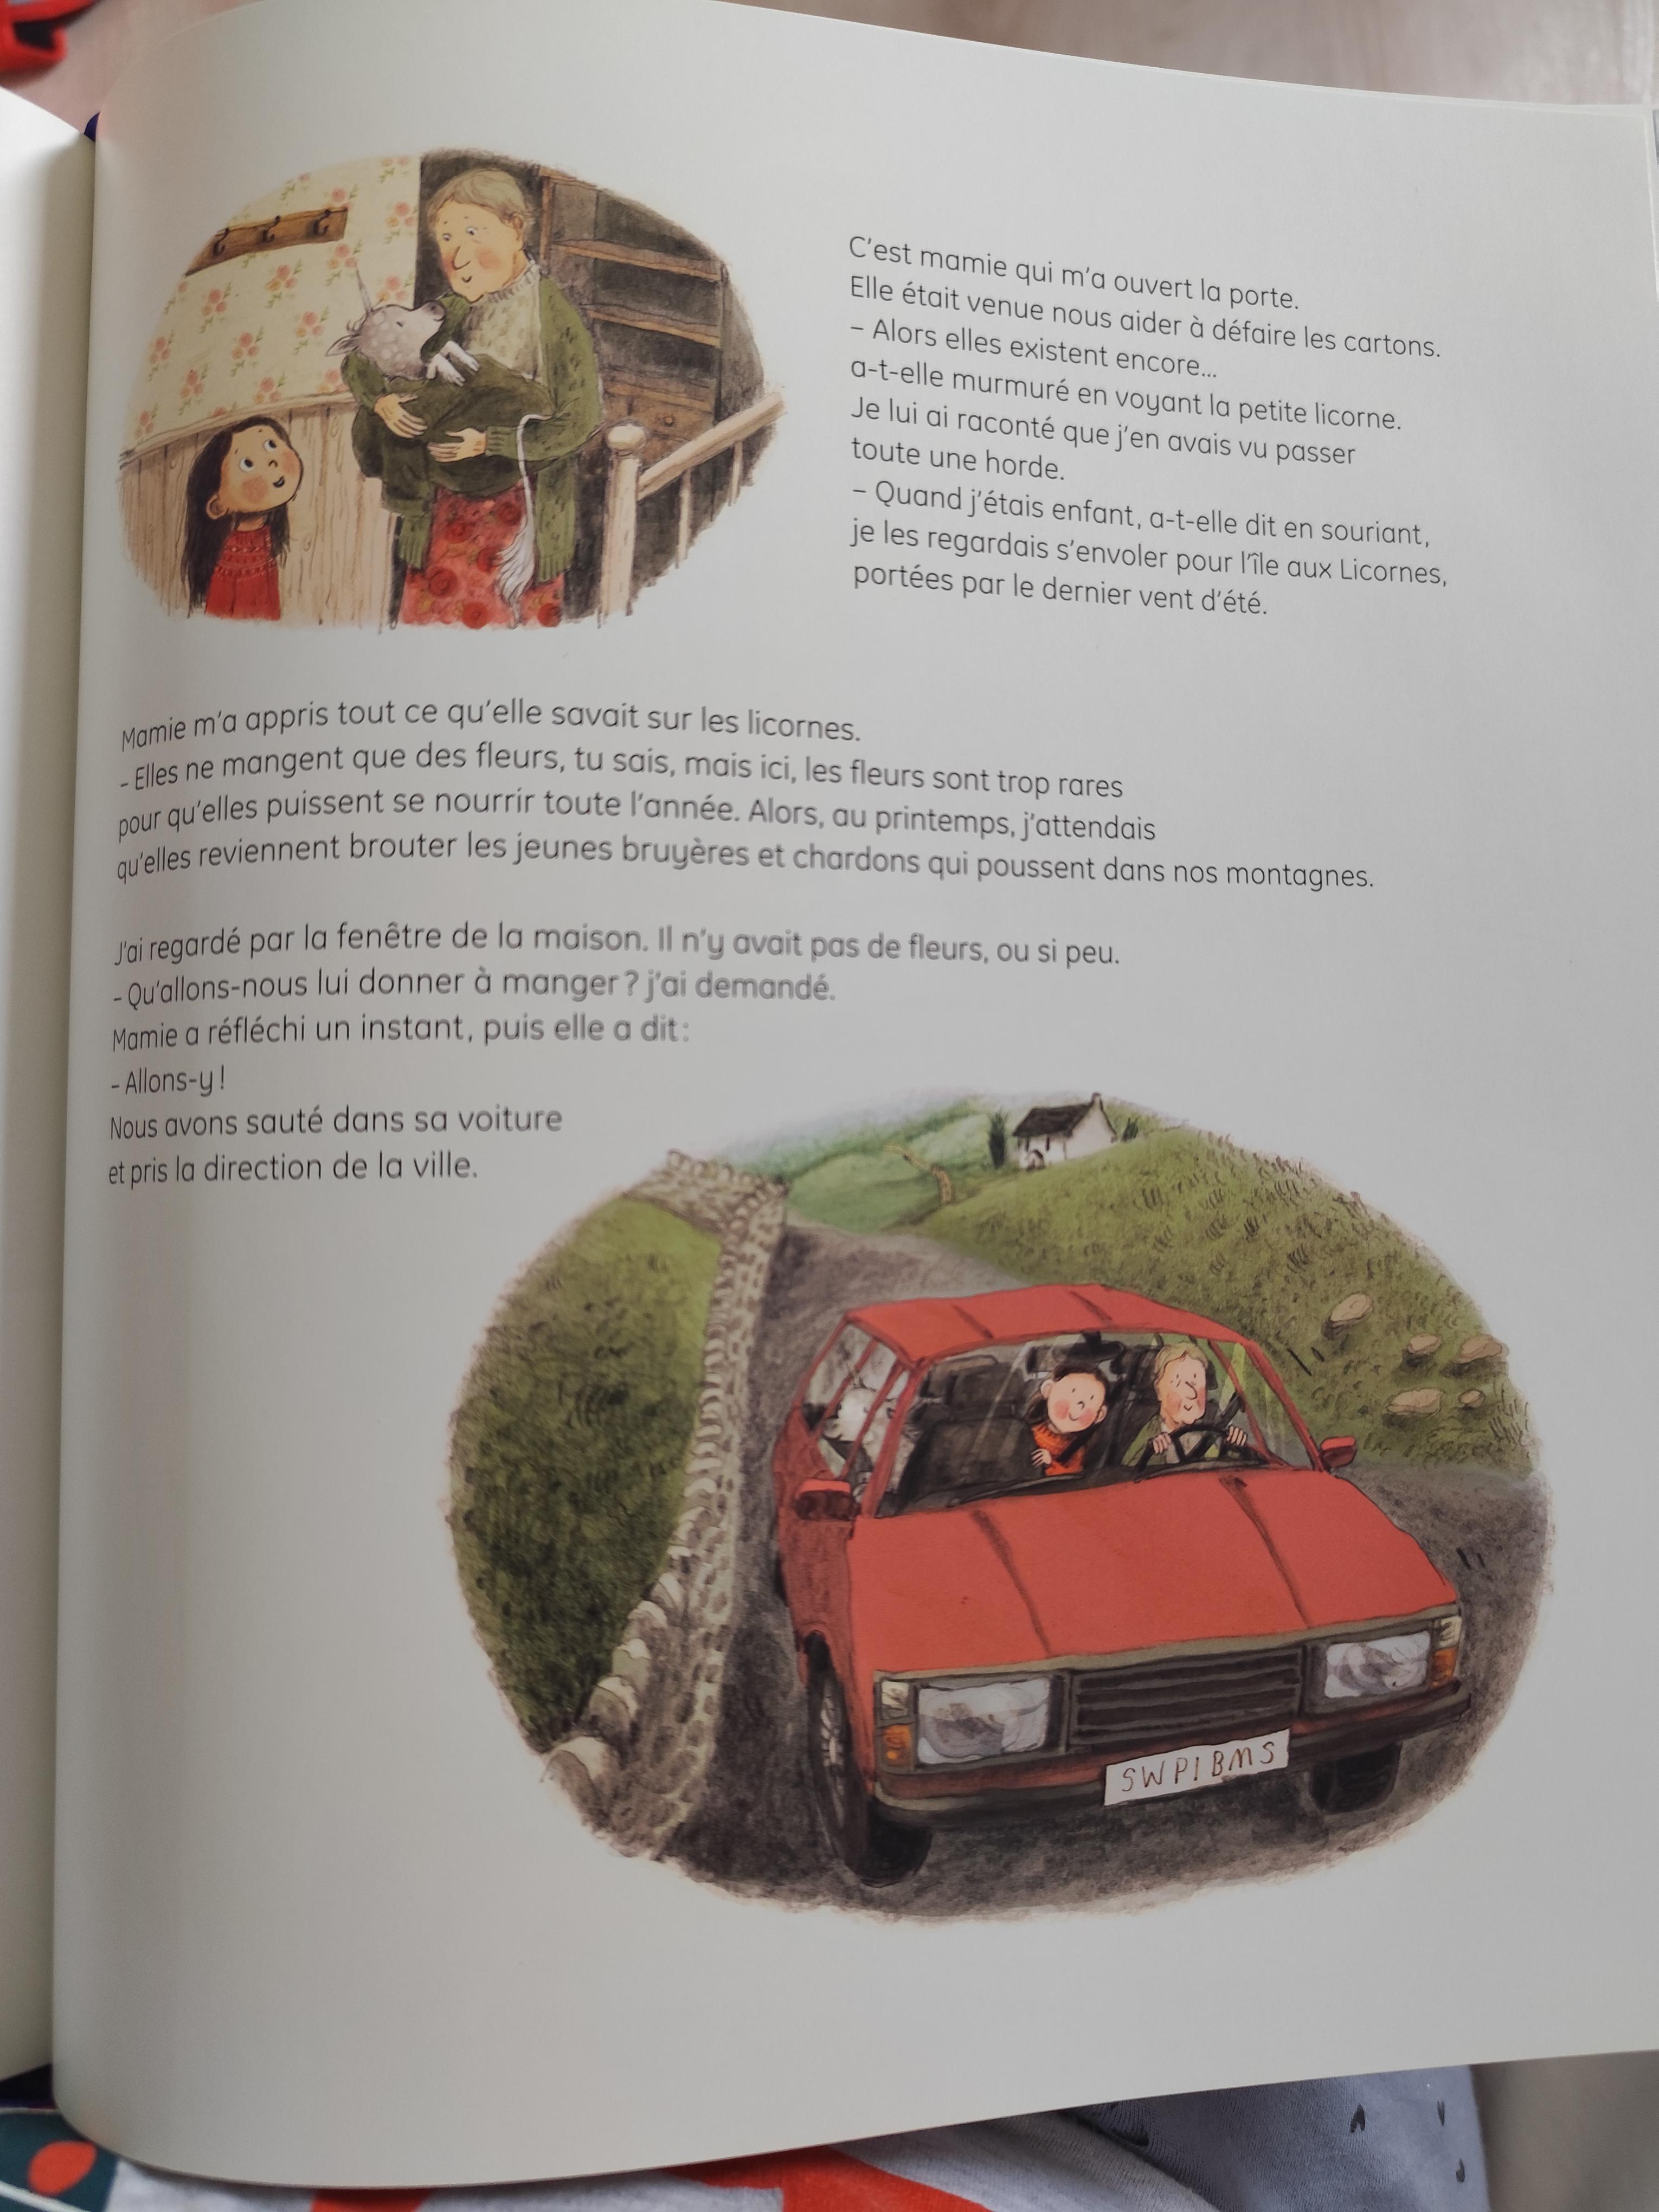 C'est mamie qui m'a ouvert la porte.
Elle était venue nous aider à défaire les cartons.
– Alors elles existent encore...
a-t-elle murmuré en voyant la petite licorne.
Je lui ai raconté que j'en avais vu passer
toute une horde.
– Quand j'étais enfant, a-t-elle dit en souriant,
je les regardais s'envoler pour l'île aux Licornes,
portées par le dernier vent d'été.
Mamie m'a appris tout ce qu'elle savait sur les licornes.
– Elles ne mangent que des fleurs, tu sais, mais ici, les fleurs sont trop rares
pour qu'elles puissent se nourrir toute l'année. Alors, au printemps, j'attendais
qu'elles reviennent brouter les jeunes bruyères et chardons qui poussent dans nos montagnes.
J'ai regardé par la fenêtre de la maison. Il n'y avait pas de fleurs, ou si peu.
– Qu'allons-nous lui donner à manger ? j'ai demandé.
Mamie a réfléchi un instant, puis elle a dit :
– Allons-y !
Nous avons sauté dans sa voiture
et pris la direction de la ville.
SWP1BMS